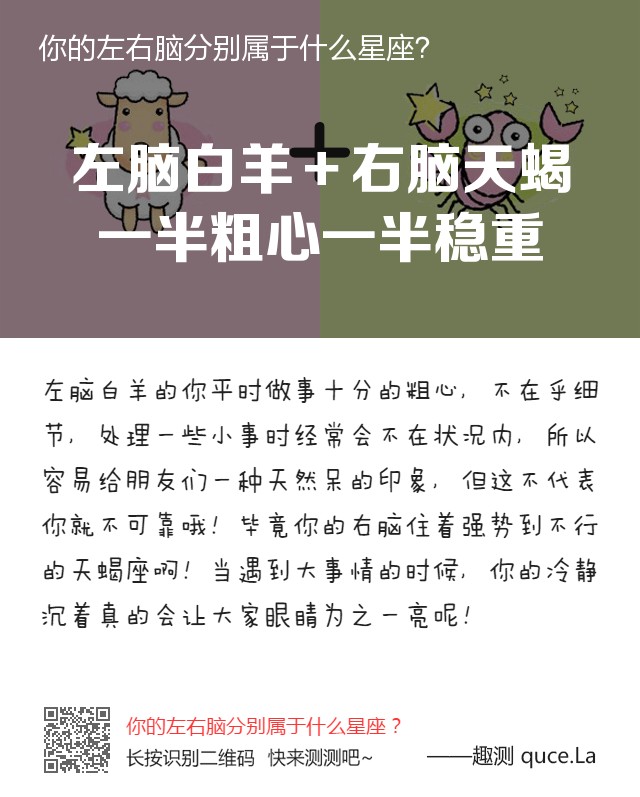 你的左右脑分别属于什么星座?
左脑白羊+右脑天蝎
一半粗心一半稳重
左脑白羊的你平时做事十分的粗心，不在乎细
节，处理一些小事时经常会不在状况内，所以
容易给朋友们一种天然呆的印象，但这不代表
你就不可靠哦！毕竟你的右脑住着强势到不行
的天蝎座啊！当遇到大事情的时候，你的冷静
沉着真的会让大家眼睛为之一亮呢！
你的左右脑分别属于什么星座？
长按识别二维码 快来测测吧~
——趣测 quce.La